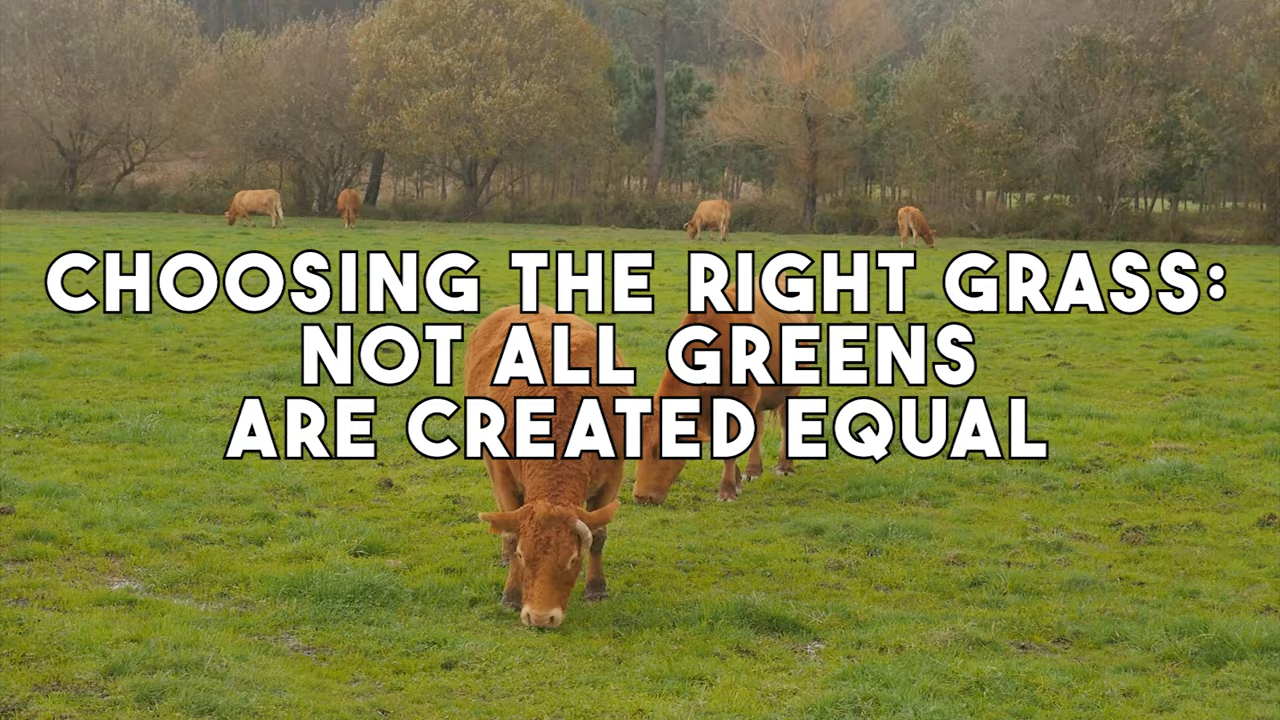 CHOOSING THE RIGHT GRASS:
NOT ALL GREENS
ARE CREATED EQUAL